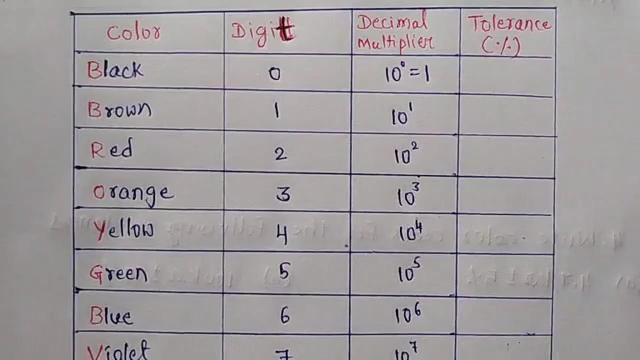 Color Digit Decimal Multiplier Tolerance (%)
Black 0 10⁰ = 1
Brown 1 10¹
Red 2 10²
Orange 3 10³
Yellow 4 10⁴
Green 5 10⁵
Blue 6 10⁶
Violet 7 10⁷